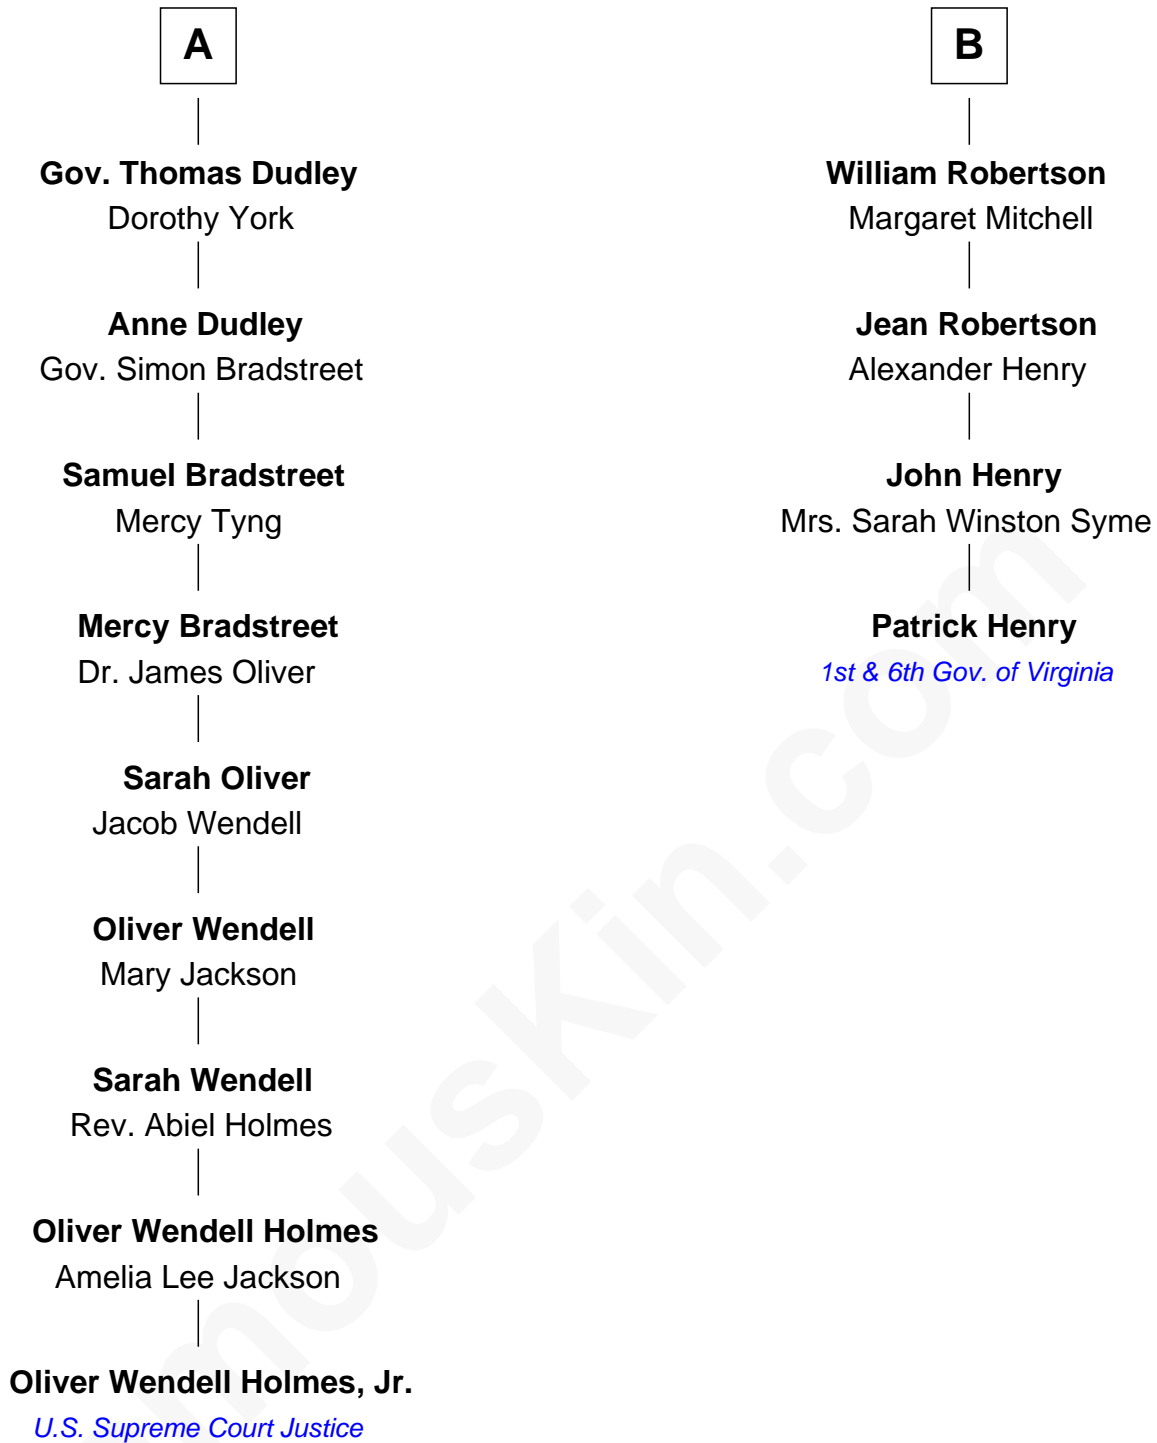 A
Gov. Thomas Dudley
Dorothy York
Anne Dudley
Gov. Simon Bradstreet
Samuel Bradstreet
Mercy Tyng
Mercy Bradstreet
Dr. James Oliver
Sarah Oliver
Jacob Wendell
Oliver Wendell
Mary Jackson
Sarah Wendell
Rev. Abiel Holmes
Oliver Wendell Holmes
Amelia Lee Jackson
Oliver Wendell Holmes, Jr.
U.S. Supreme Court Justice
B
William Robertson
Margaret Mitchell
Jean Robertson
Alexander Henry
John Henry
Mrs. Sarah Winston Syme
Patrick Henry
1st & 6th Gov. of Virginia
mouskin.com